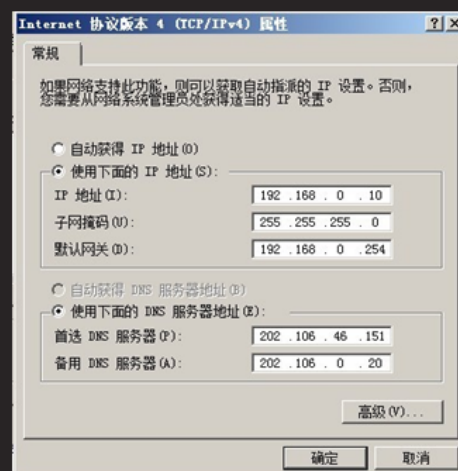 Internet 协议版本 4 (TCP/IPv4) 属性
常规
如果网络支持此功能，则可以获取自动指派的 IP 设置。否则，
您需要从网络系统管理员处获得适当的 IP 设置。
自动获得 IP 地址(O)
使用下面的 IP 地址(S):
IP 地址(I): 192 .168 . 0 . 10
子网掩码(U): 255 .255 .255 . 0
默认网关(D): 192 .168 . 0 .254
自动获得 DNS 服务器地址(B)
使用下面的 DNS 服务器地址(E):
首选 DNS 服务器(P): 202 .106 . 46 .151
备用 DNS 服务器(A): 202 .106 . 0 . 20
高级(V)...
确定 取消